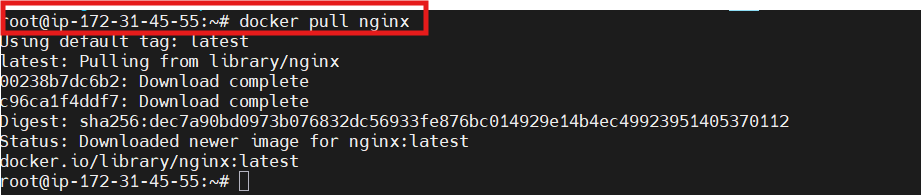 root@ip-172-31-45-55:~# docker pull nginx
Using default tag: latest
latest: Pulling from library/nginx
00238b7dc6b2: Download complete
c96ca1f4ddf7: Download complete
Digest: sha256:dec7a90bd0973b076832dc56933fe876bc014929e14b4ec49923951405370112
Status: Downloaded newer image for nginx:latest
docker.io/library/nginx:latest
root@ip-172-31-45-55:~#